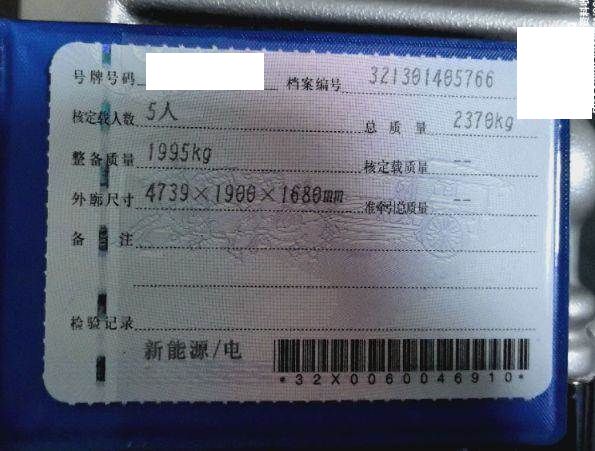 号牌号码 档案编号 321301405766
核定载人数 5人 总质量 2370kg
整备质量 1995kg 核定载质量 --
外廓尺寸 4739×1900×1680mm 准牵引总质量 --
备注
检验记录
新能源/电
*32X0060046910*